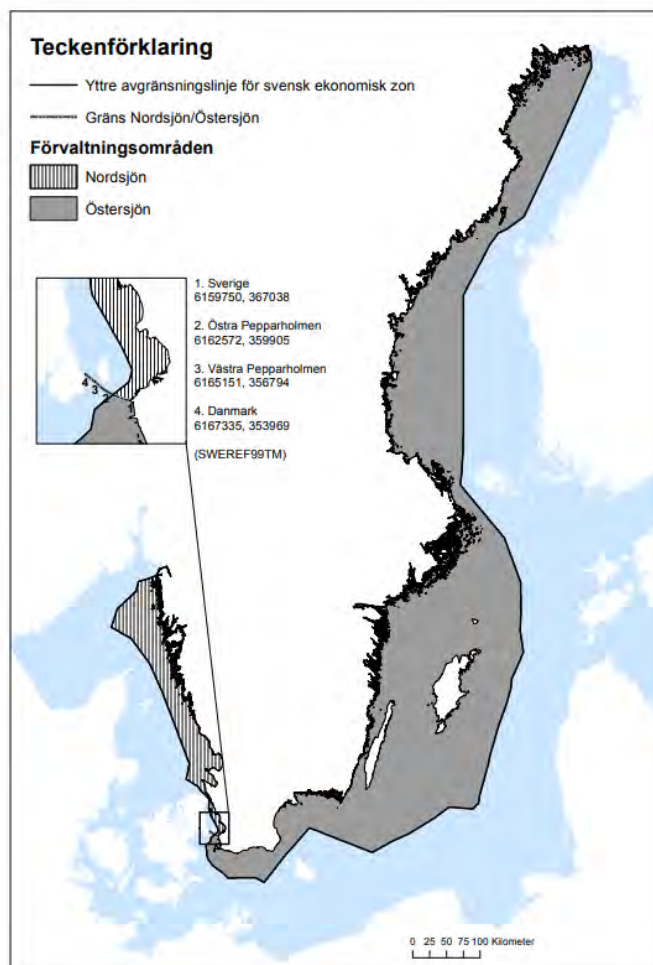 Teckenförklaring
Yttre avgränsningslinje för svensk ekonomisk zon
Gräns Nordsjön/Östersjön
Förvaltningsområden
Nordsjön
Östersjön
1. Sverige
6159750, 367038
2. Östra Pepparholmen
6162572, 359905
3. Västra Pepparholmen
6165151, 356794
4. Danmark
6167335, 353969
(SWEREF99TM)
4 3 2 1
0 25 50 75 100 Kilometer